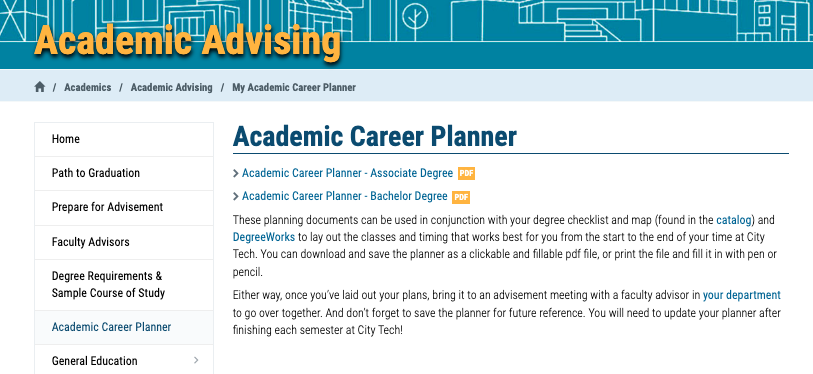 Academic Advising
/ Academics / Academic Advising / My Academic Career Planner
Home
Path to Graduation
Prepare for Advisement
Faculty Advisors
Degree Requirements &
Sample Course of Study
Academic Career Planner
General Education
Academic Career Planner
Academic Career Planner - Associate Degree PDF
Academic Career Planner - Bachelor Degree PDF
These planning documents can be used in conjunction with your degree checklist and map (found in the catalog) and
DegreeWorks to lay out the classes and timing that works best for you from the start to the end of your time at City
Tech. You can download and save the planner as a clickable and fillable pdf file, or print the file and fill it in with pen or
pencil.
Either way, once you've laid out your plans, bring it to an advisement meeting with a faculty advisor in your department
to go over together. And don't forget to save the planner for future reference. You will need to update your planner after
finishing each semester at City Tech!